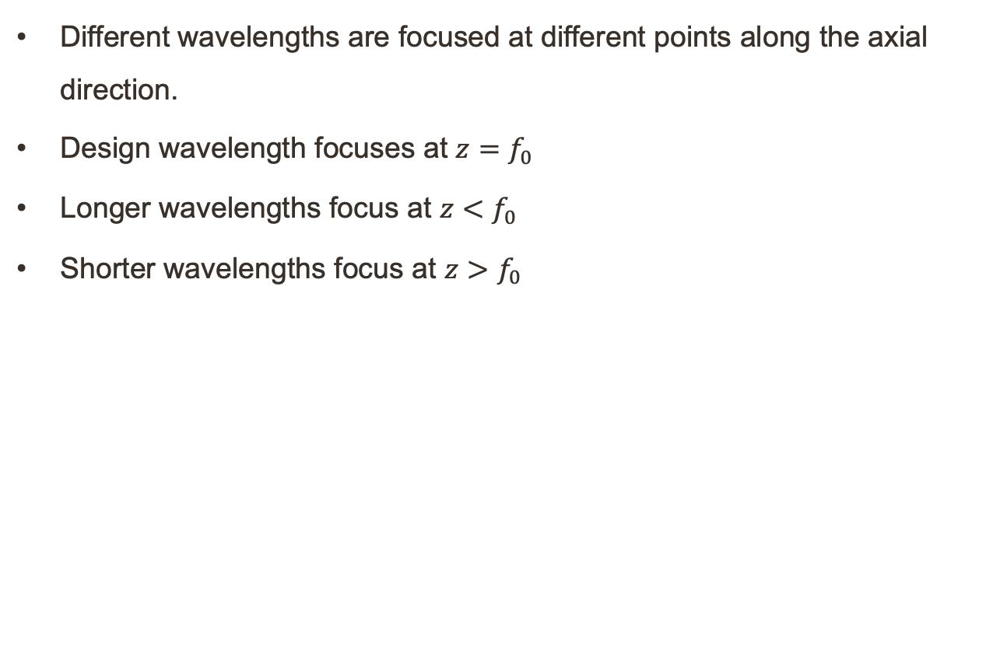 • Different wavelengths are focused at different points along the axial
direction.
• Design wavelength focuses at z = f₀
• Longer wavelengths focus at z < f₀
• Shorter wavelengths focus at z > f₀